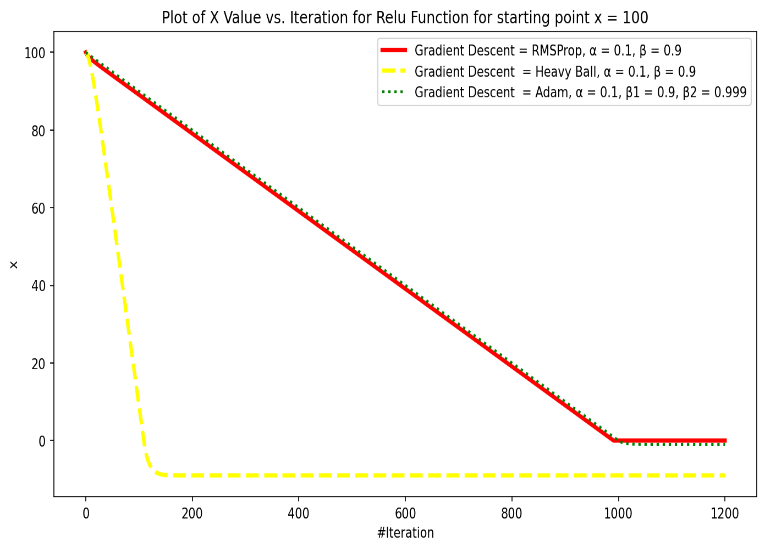 Plot of X Value vs. Iteration for Relu Function for starting point x = 100
Gradient Descent = RMSProp, α = 0.1, β = 0.9
Gradient Descent  = Heavy Ball, α = 0.1, β = 0.9
Gradient Descent  = Adam, α = 0.1, β1 = 0.9, β2 = 0.999
100
80
60
40
20
0
x
0 200 400 600 800 1000 1200
#Iteration